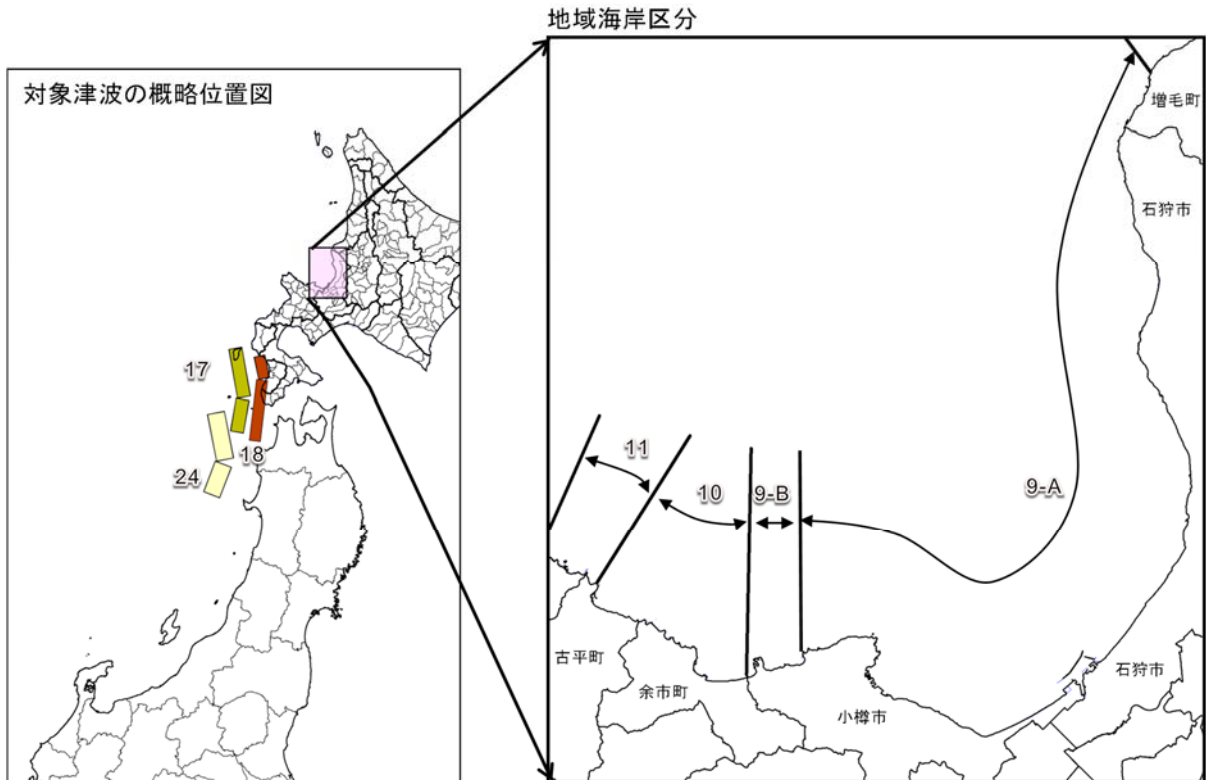 地域海岸区分
対象津波の概略位置図
増毛町
石狩市
17
18
24
11
10
9-B
9-A
古平町
余市町
小樽市
石狩市